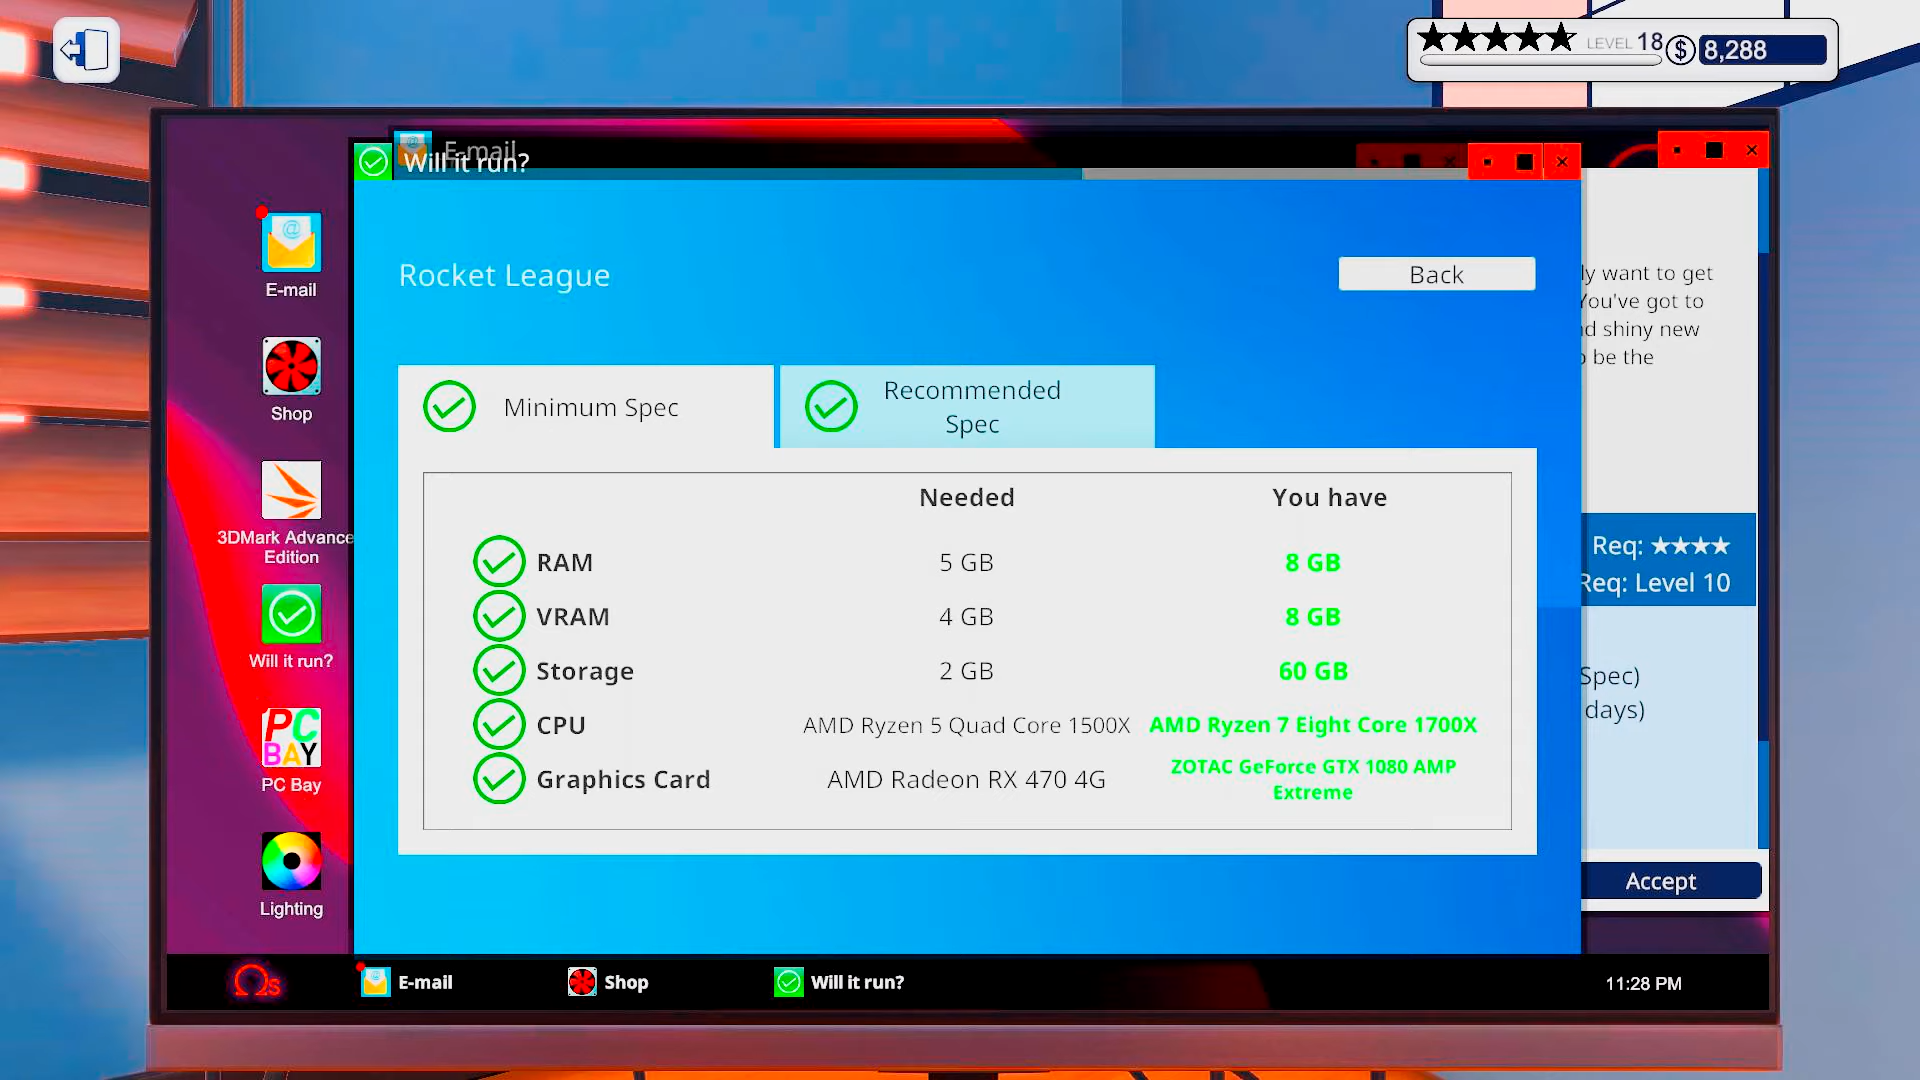 LEVEL 18
$ 8,288
E-mail
Will it run?
E-mail
Shop
3DMark Advance
Edition
Will it run?
PC
BAY
PC Bay
Lighting
Rocket League
Back
Minimum Spec
Recommended
Spec
Needed
You have
RAM
5 GB
8 GB
VRAM
4 GB
8 GB
Storage
2 GB
60 GB
CPU
AMD Ryzen 5 Quad Core 1500X
AMD Ryzen 7 Eight Core 1700X
Graphics Card
AMD Radeon RX 470 4G
ZOTAC GeForce GTX 1080 AMP
Extreme
ly want to get
You've got to
nd shiny new
o be the
Req: ★★★★
Req: Level 10
Spec)
days)
Accept
Ωs
E-mail
Shop
Will it run?
11:28 PM